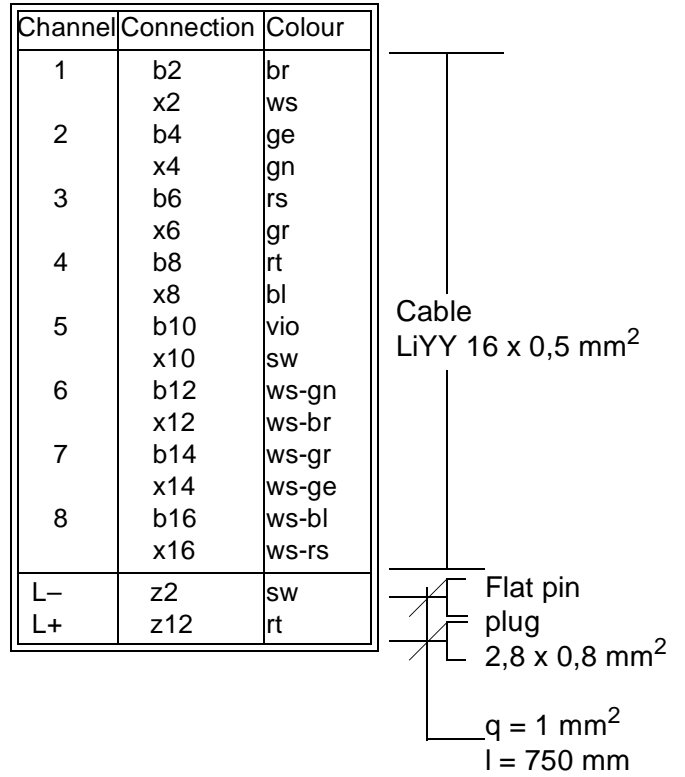 Channel Connection Colour
1 b2 br
x2 ws
2 b4 ge
x4 gn
3 b6 rs
x6 gr
4 b8 rt
x8 bl
5 b10 vio
x10 sw
6 b12 ws-gn
x12 ws-br
7 b14 ws-gr
x14 ws-ge
8 b16 ws-bl
x16 ws-rs
L– z2 sw
L+ z12 rt
Cable
LiYY 16 x 0,5 mm²
Flat pin
plug
2,8 x 0,8 mm²
q = 1 mm²
l = 750 mm